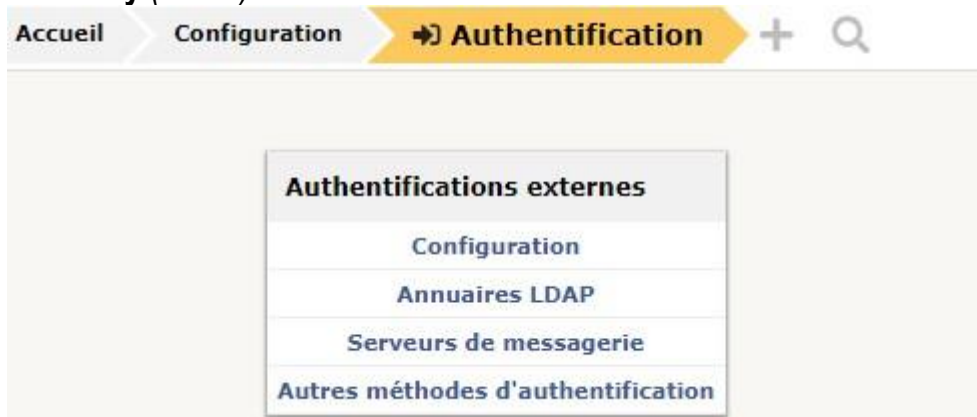 Accueil Configuration Authentification
Authentifications externes
Configuration
Annuaires LDAP
Serveurs de messagerie
Autres méthodes d'authentification